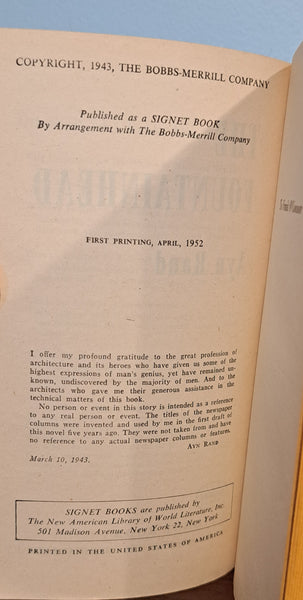 COPYRIGHT, 1943, THE BOBBS-MERRILL COMPANY
Published as a SIGNET BOOK
By Arrangement with The Bobbs-Merrill Company
FIRST PRINTING, APRIL, 1952
I offer my profound gratitude to the great profession of
architecture and its heroes who have given us some of the
highest expressions of man's genius, yet have remained un-
known, undiscovered by the majority of men. And to the
architects who gave me their generous assistance in the
technical matters of this book.
No person or event in this story is intended as a reference
to any real person or event. The titles of the newspaper
columns were invented and used by me in the first draft of
this novel five years ago. They were not taken from and have
no reference to any actual newspaper columns or features.
AYN RAND
March 10, 1943.
SIGNET BOOKS are published by
The New American Library of World Literature, Inc.
501 Madison Avenue, New York 22, New York
PRINTED IN THE UNITED STATES OF AMERICA
FOUNTAINHEAD
Ayn Rand